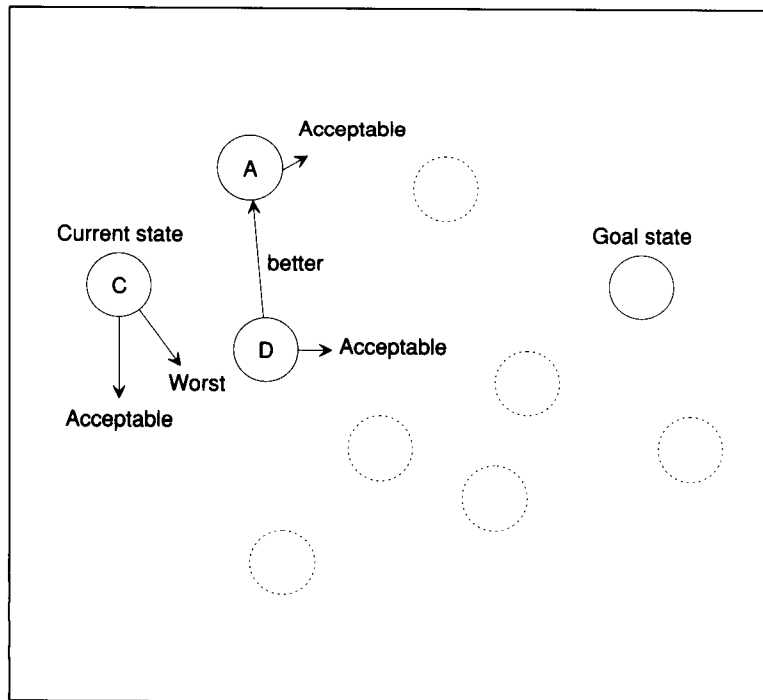 Acceptable
A
Current state
Goal state
better
C
D
Acceptable
Worst
Acceptable